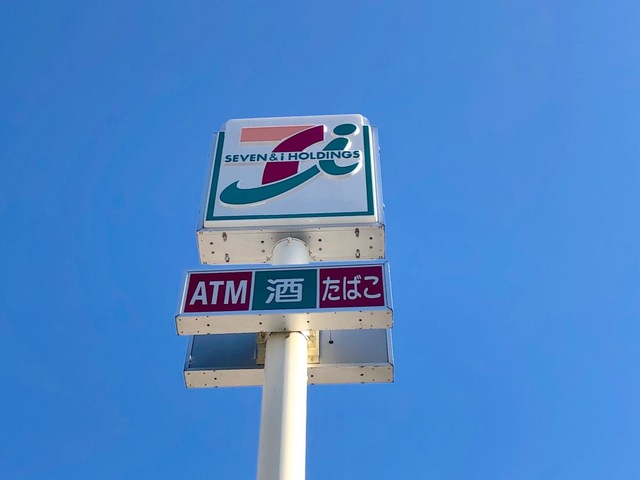 SEVEN & i HOLDINGS
ATM 酒 たばこ